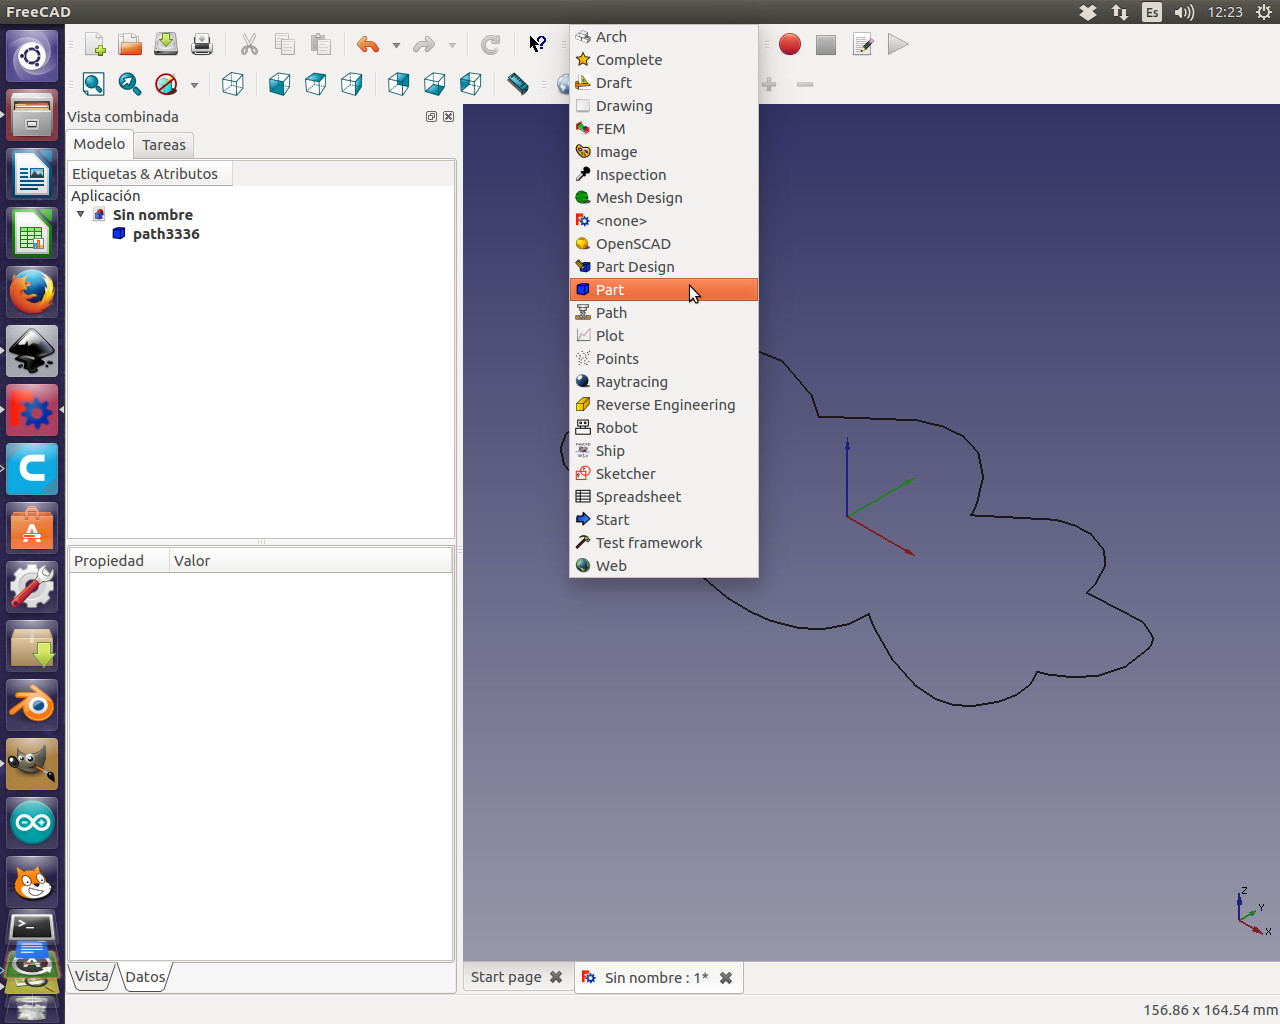 FreeCAD
Es
12:23
Vista combinada
Modelo
Tareas
Etiquetas & Atributos
Aplicación
Sin nombre
path3336
Propiedad
Valor
Vista
Datos
Arch
Complete
Draft
Drawing
FEM
Image
Inspection
Mesh Design
<none>
OpenSCAD
Part Design
Part
Path
Plot
Points
Raytracing
Reverse Engineering
Robot
Ship
Sketcher
Spreadsheet
Start
Test framework
Web
Z
Y
X
Start page
Sin nombre : 1*
156.86 x 164.54 mm